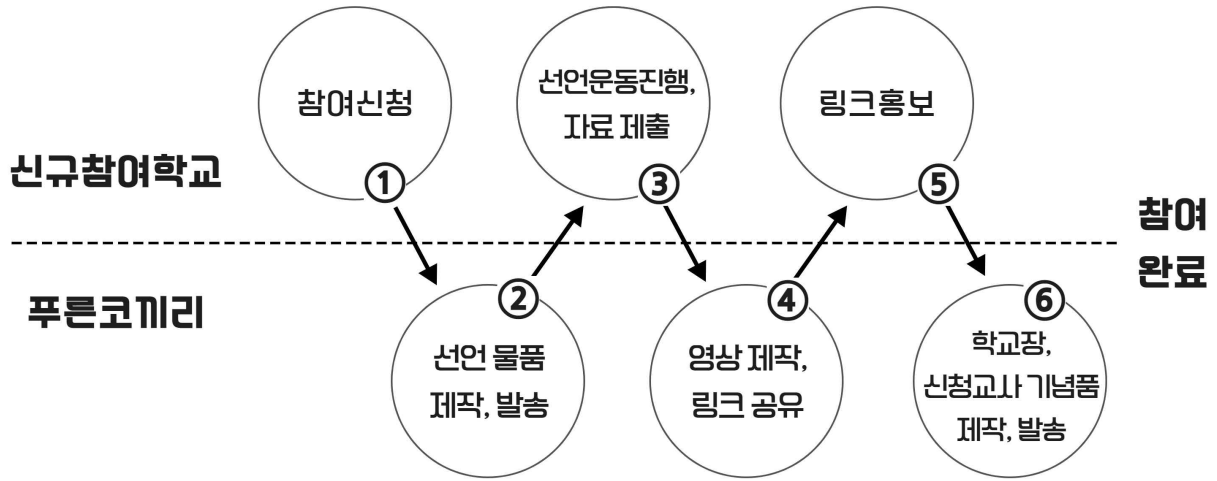 신규참여학교
참여신청
①
선언운동진행,
자료 제출
③
링크홍보
⑤
푸른코끼리
②
선언 물품
제작, 발송
④
영상 제작,
링크 공유
⑥
학교장,
신청교사 기념품
제작, 발송
참여
완료